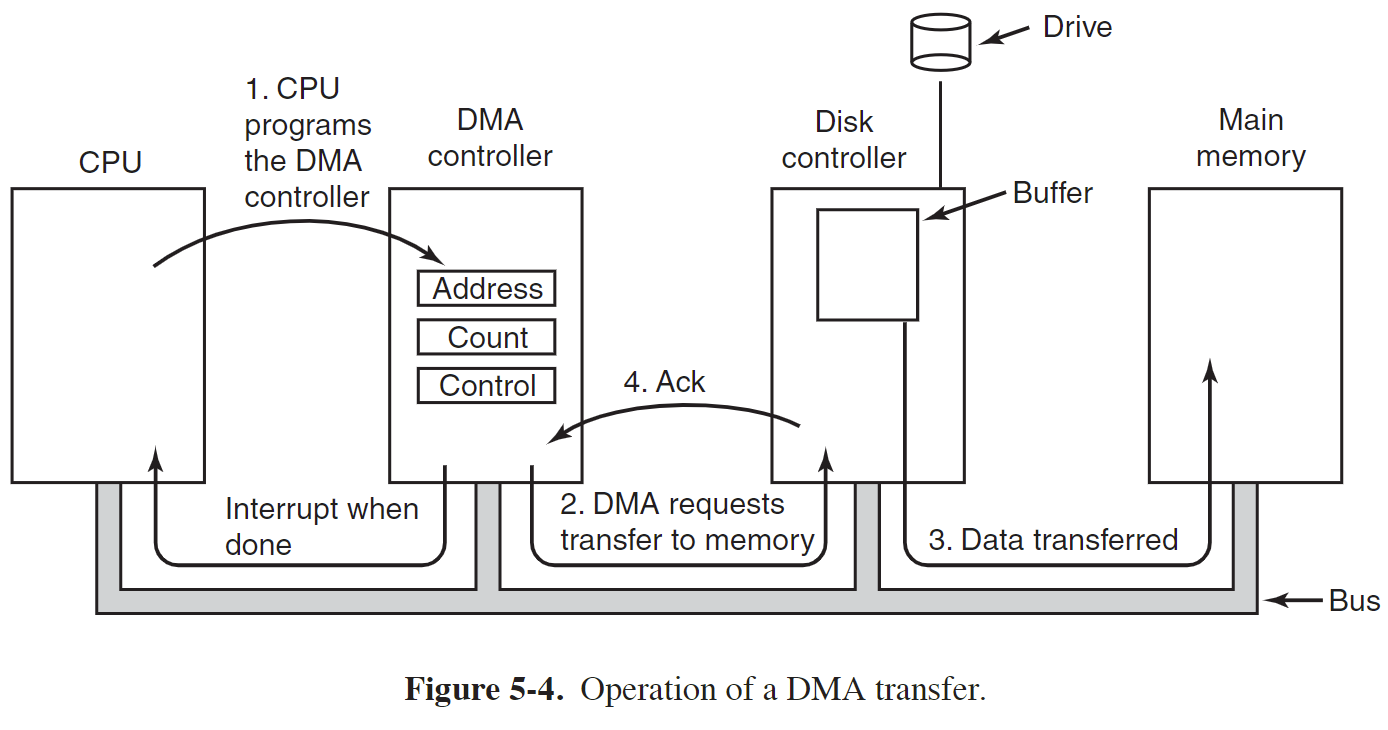 Drive
1. CPU
programs
the DMA
controller
CPU
DMA
controller
Disk
controller
Main
memory
Buffer
Address
Count
Control
4. Ack
Interrupt when
done
2. DMA requests
transfer to memory
3. Data transferred
Bus
Figure 5-4. Operation of a DMA transfer.